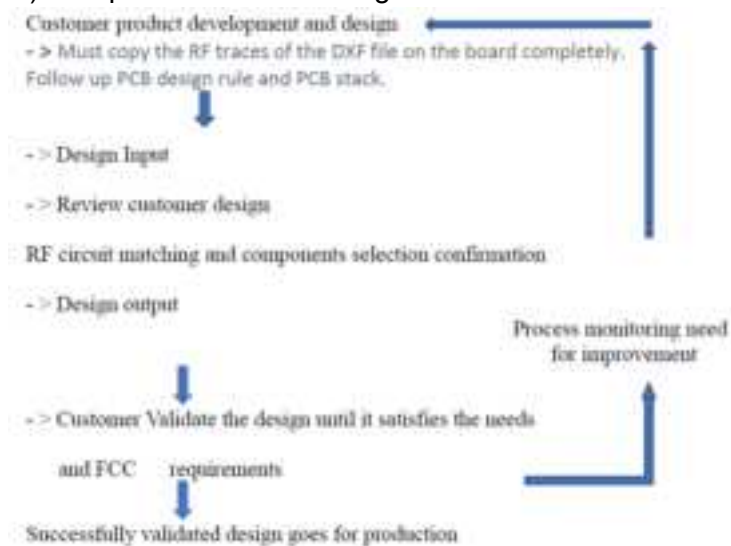 Customer product development and design
- > Must copy the RF traces of the DXF file on the board completely.
Follow up PCB design rule and PCB stack.
- > Design Input
- > Review customer design
RF circuit matching and components selection confirmation
- > Design output
Process monitoring need
for improvement
- > Customer Validate the design until it satisfies the needs
and FCC requirements
Successfully validated design goes for production